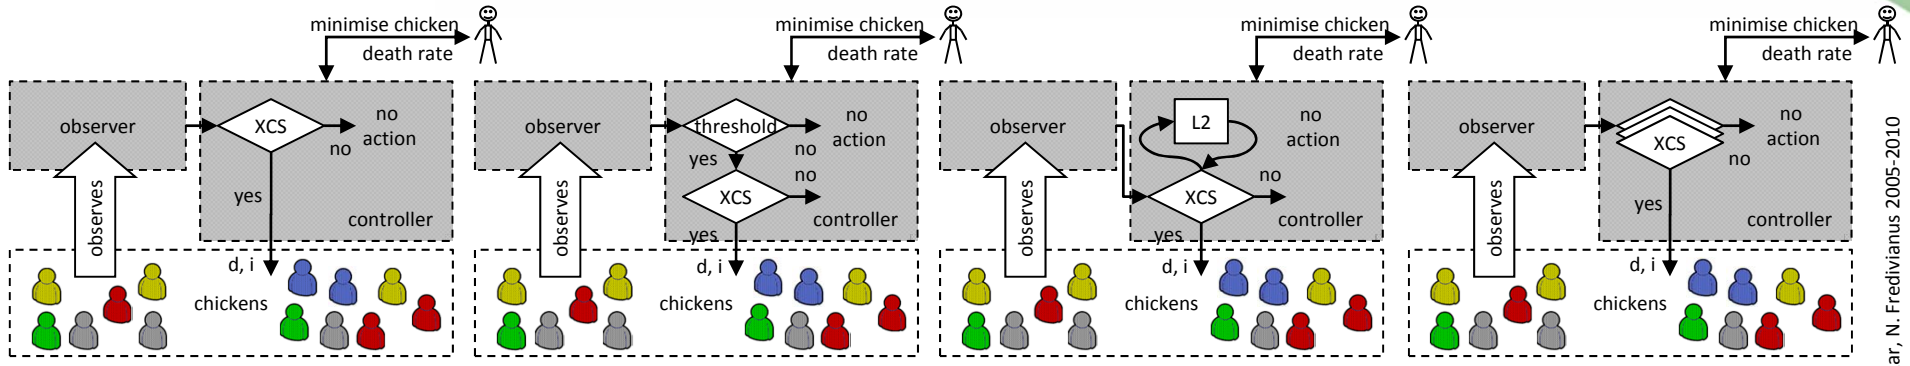 minimise chicken
death rate
observer
XCS
no
action
no
yes
controller
observes
d, i
chickens
minimise chicken
death rate
observer
threshold
no
action
yes
no
XCS
no
controller
yes
observes
d, i
chickens
minimise chicken
death rate
observer
L2
no
action
XCS
no
controller
yes
observes
d, i
chickens
minimise chicken
death rate
observer
XCS
no
action
no
yes
controller
observes
d, i
chickens
ar, N. Fredivianus 2005-2010